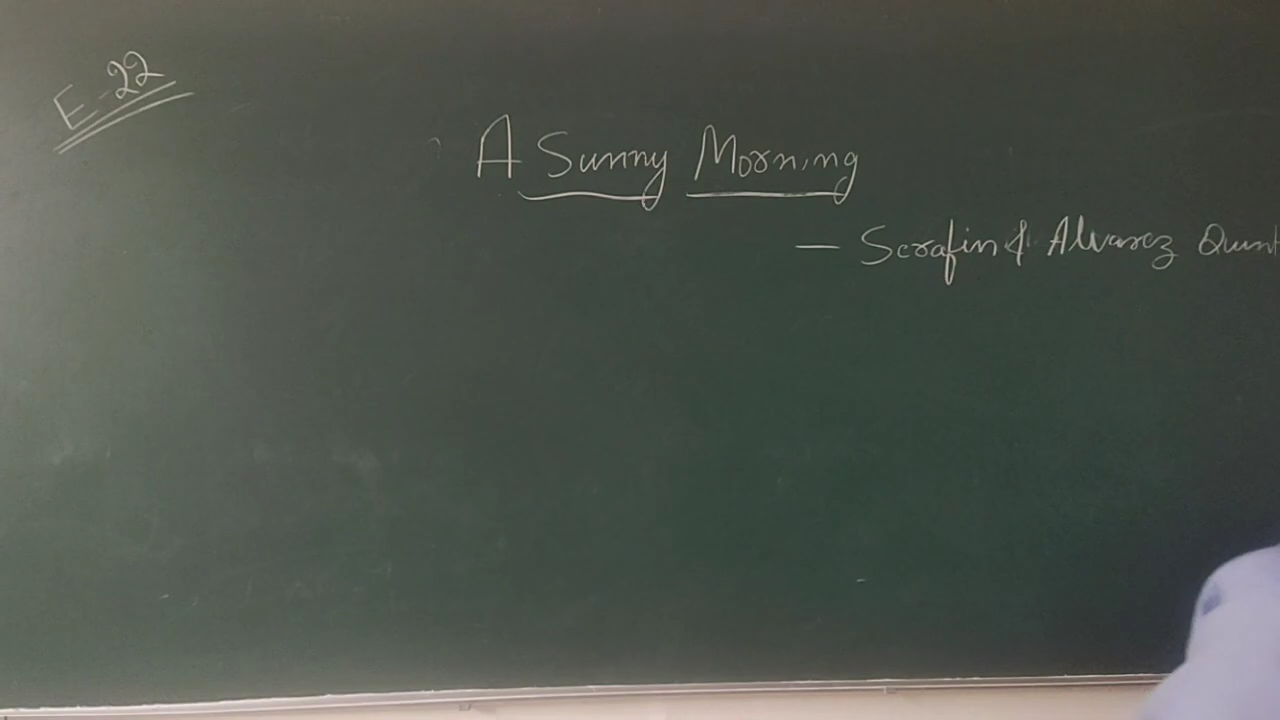 E-22
A Sunny Morning
— Serafin & Alvarez Quint